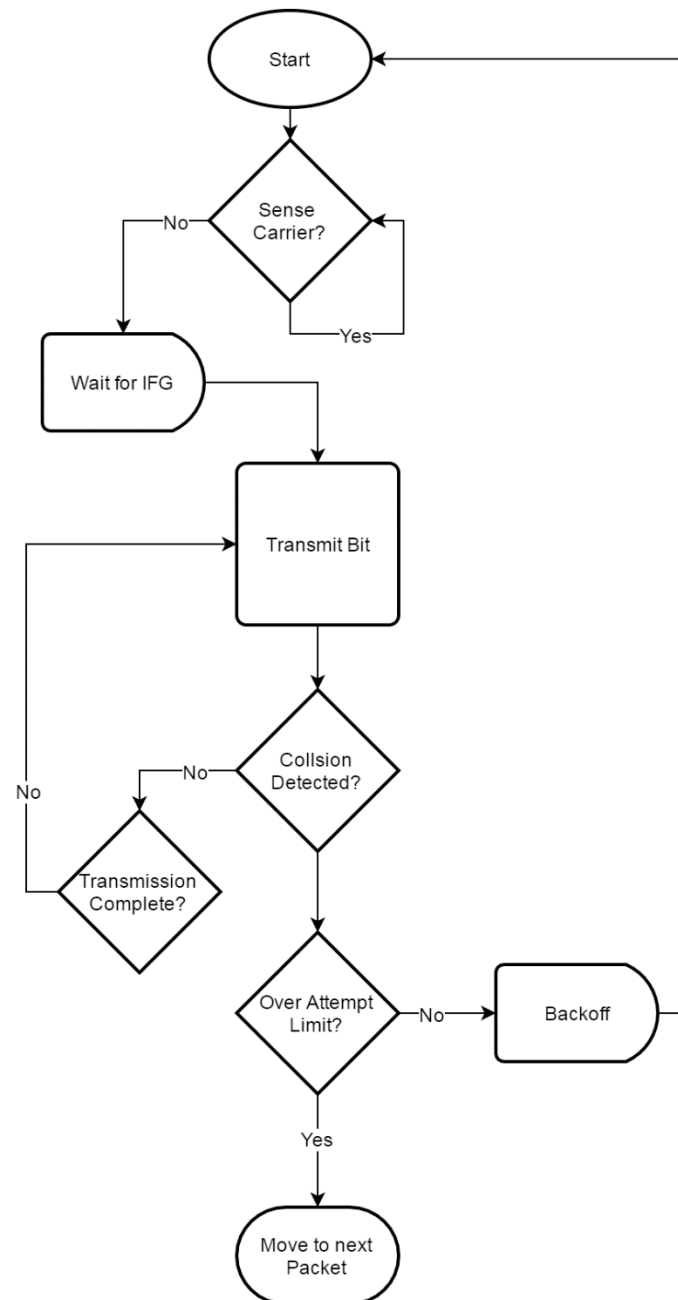 Start
Sense
Carrier?
No
Yes
Wait for IFG
Transmit Bit
Collsion
Detected?
No
No
Transmission
Complete?
Over Attempt
Limit?
No
Backoff
Yes
Move to next
Packet